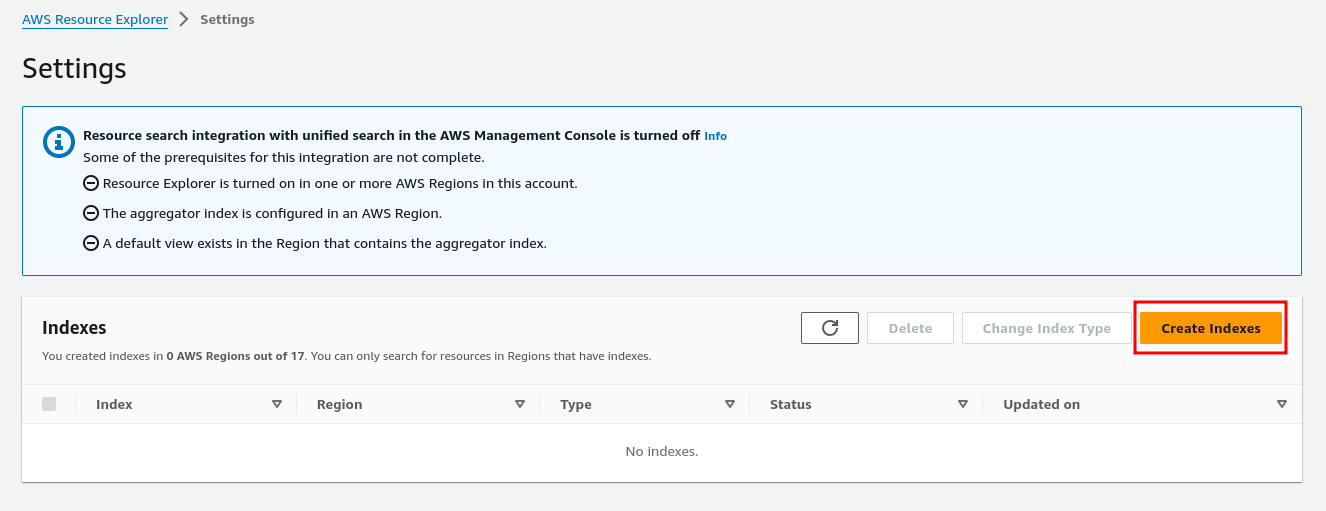 AWS Resource Explorer > Settings
Settings
Resource search integration with unified search in the AWS Management Console is turned off Info
Some of the prerequisites for this integration are not complete.
Resource Explorer is turned on in one or more AWS Regions in this account.
The aggregator index is configured in an AWS Region.
A default view exists in the Region that contains the aggregator index.
Indexes Delete Change Index Type Create Indexes
You created indexes in 0 AWS Regions out of 17. You can only search for resources in Regions that have indexes.
Index Region Type Status Updated on
No indexes.